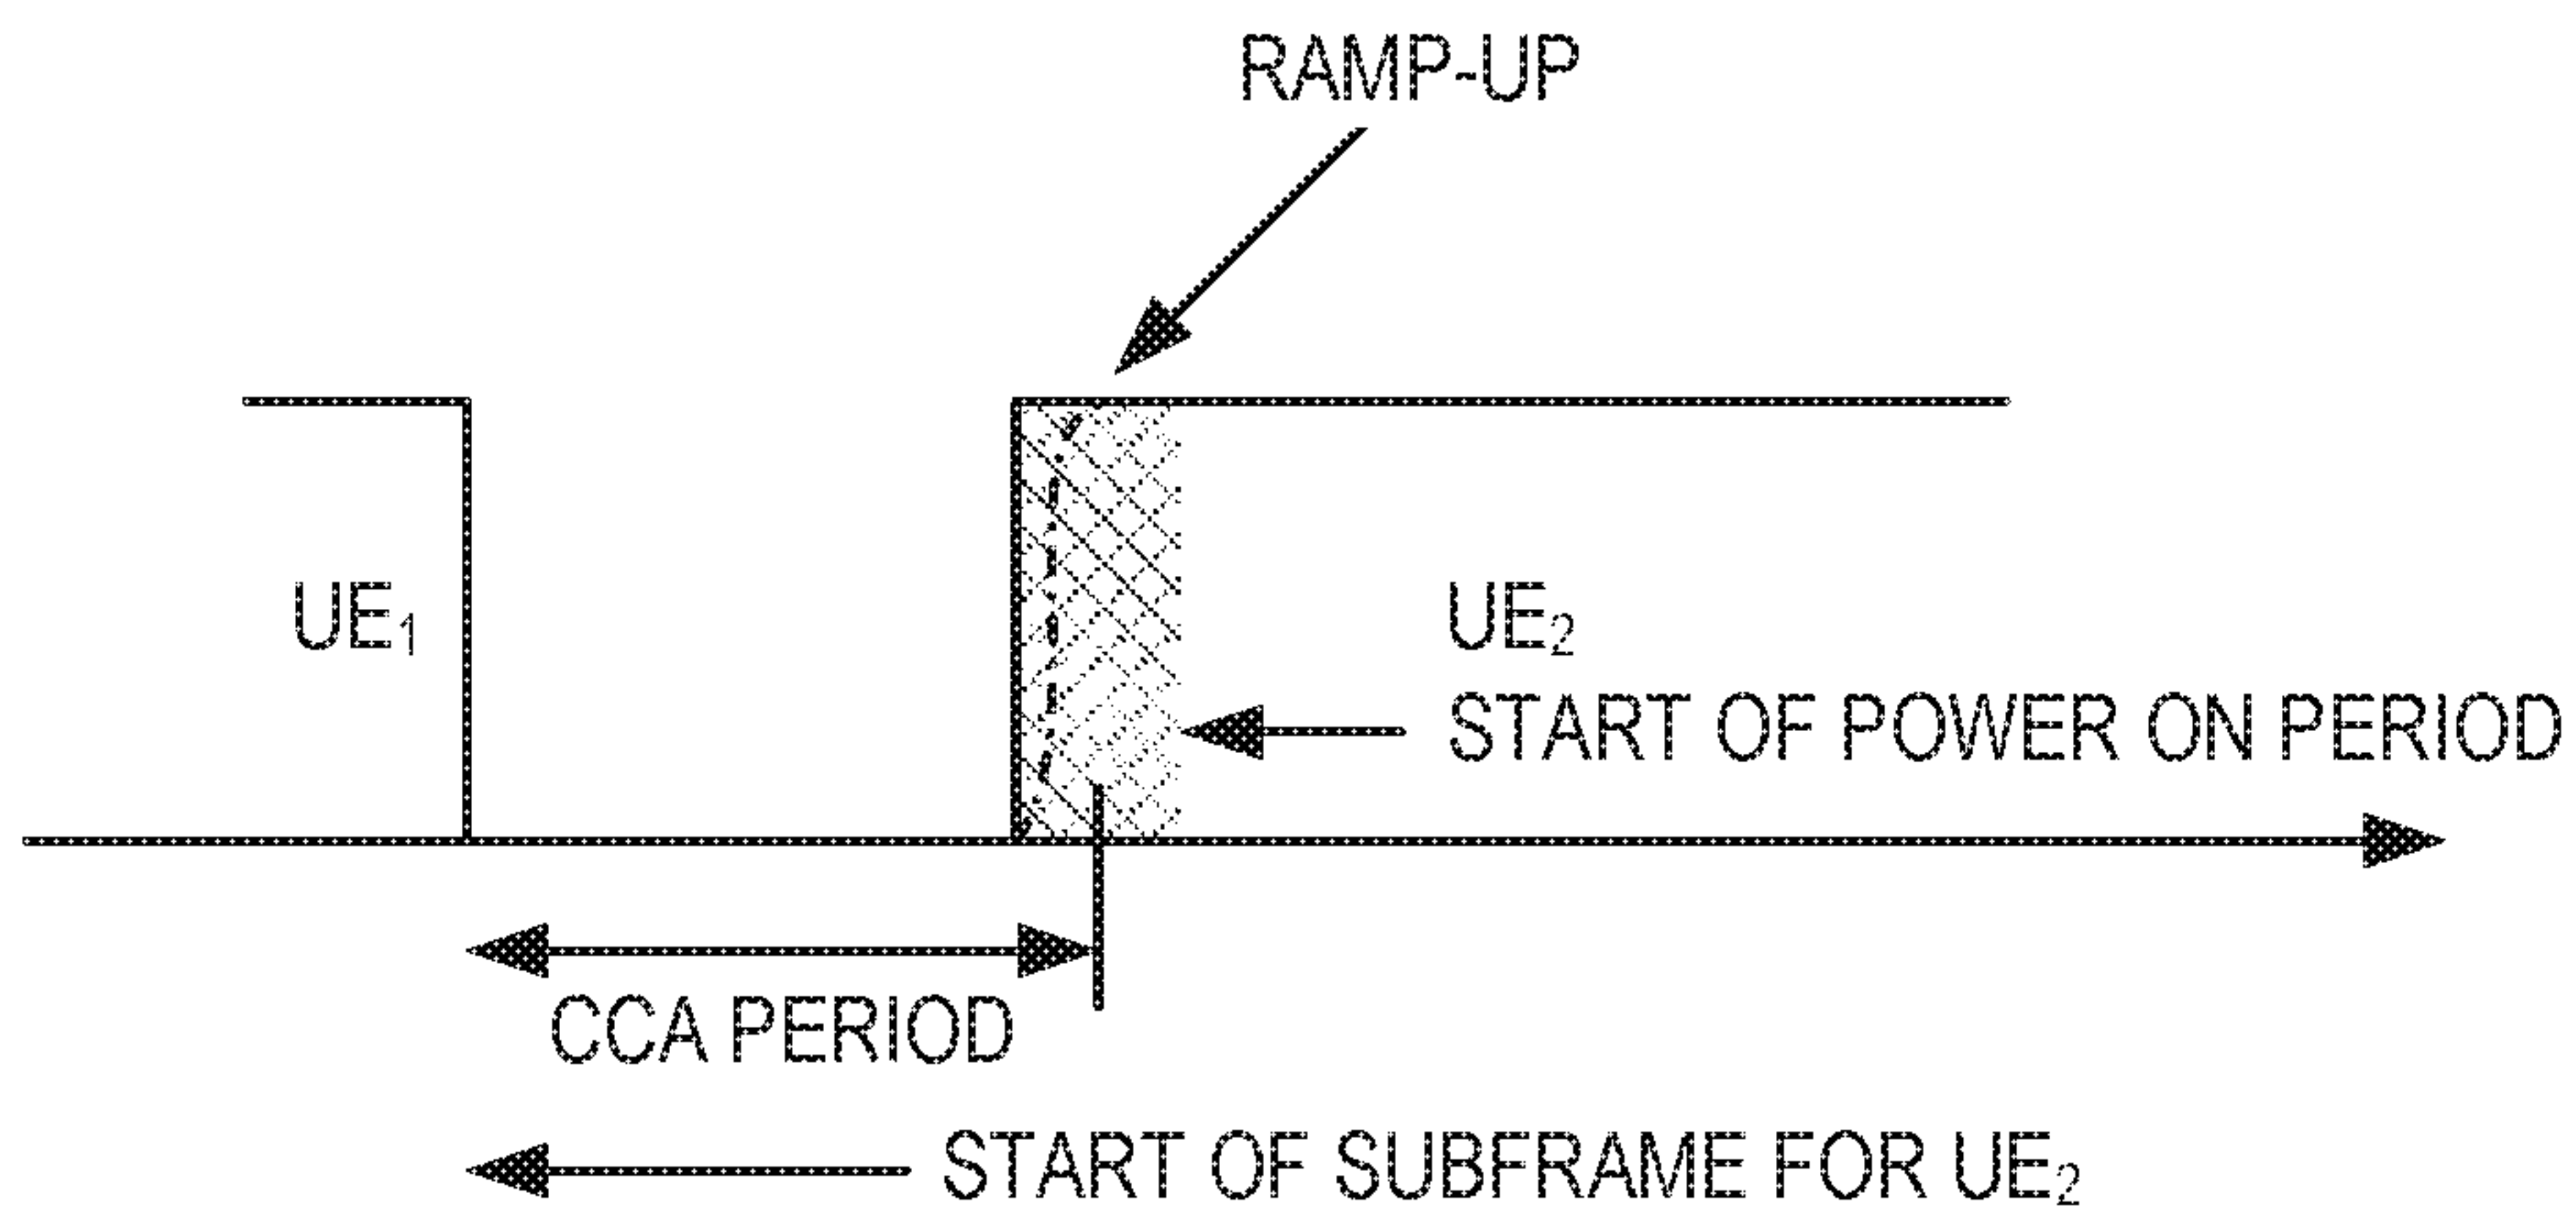 RAMP-UP
UE1
UE2
START OF POWER ON PERIOD
CCA PERIOD
START OF SUBFRAME FOR UE2